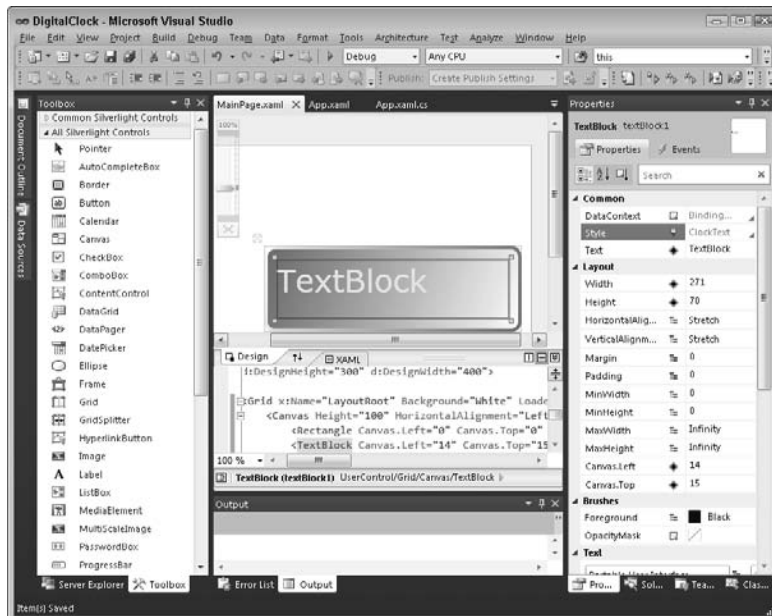 DigitalClock - Microsoft Visual Studio
File Edit View Project Build Debug Team Data Format Tools Architecture Test Analyze Window Help
Debug Any CPU this
Publish: Create Publish Settings
Document Outline
Data Sources
Toolbox
Common Silverlight Controls
All Silverlight Controls
Pointer
AutoCompleteBox
Border
Button
Calendar
Canvas
CheckBox
ComboBox
ContentControl
DataGrid
DataPager
DatePicker
Ellipse
Frame
Grid
GridSplitter
HyperlinkButton
Image
Label
ListBox
MediaElement
MultiScaleImage
PasswordBox
ProgressBar
Server Explorer Toolbox
MainPage.xaml App.xaml App.xaml.cs
100%
TextBlock
Design XAML
d:DesignHeight="300" d:DesignWidth="400">
<Grid x:Name="LayoutRoot" Background="White" Loade
<Canvas Height="100" HorizontalAlignment="Left
<Rectangle Canvas.Left="0" Canvas.Top="0"
<TextBlock Canvas.Left="14" Canvas.Top="15
100 %
TextBlock (textBlock1) UserControl/Grid/Canvas/TextBlock
Output
Error List Output
Properties
TextBlock textBlock1
Properties Events
Search
Common
DataContext Binding...
Style ClockText
Text TextBlock
Layout
Width 271
Height 70
HorizontalAlig... Stretch
VerticalAlignm... Stretch
Margin 0
Padding 0
MinWidth 0
MinHeight 0
MaxWidth Infinity
MaxHeight Infinity
Canvas.Left 14
Canvas.Top 15
Brushes
Foreground Black
OpacityMask
Text
Pro... Sol... Tea... Clas...
Item(s) Saved